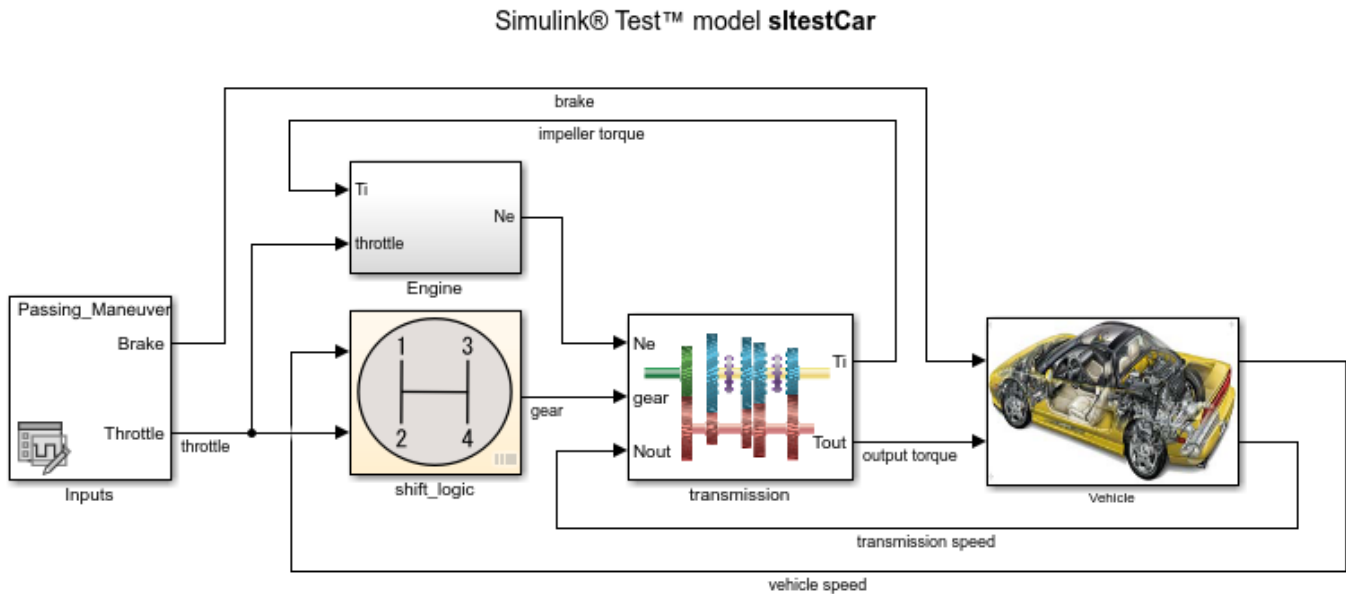 Simulink® Test™ model sltestCar
brake
impeller torque
Ti
Ne
throttle
Engine
Passing_Maneuver
Brake
Throttle
throttle
Inputs
1 3
2 4
shift_logic
gear
Ne
gear
Nout
Ti
Tout
transmission
output torque
Vehicle
transmission speed
vehicle speed